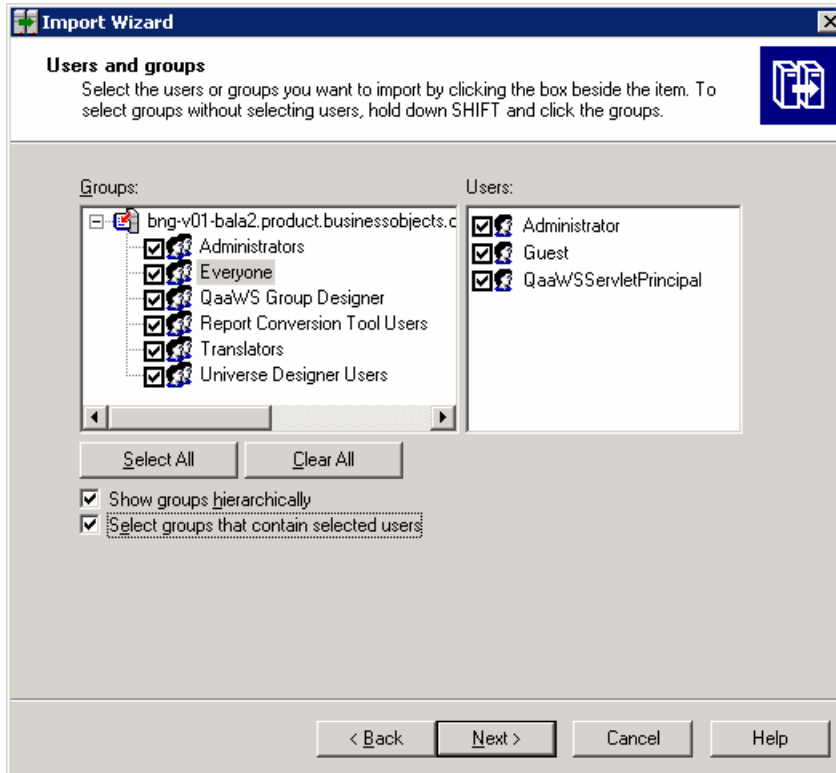 Import Wizard
Users and groups
Select the users or groups you want to import by clicking the box beside the item. To
select groups without selecting users, hold down SHIFT and click the groups.
Groups:
bng-v01-bala2.product.businessobjects.c
Administrators
Everyone
QaaWS Group Designer
Report Conversion Tool Users
Translators
Universe Designer Users
Users:
Administrator
Guest
QaaWSServletPrincipal
Select All
Clear All
Show groups hierarchically
Select groups that contain selected users
< Back
Next >
Cancel
Help